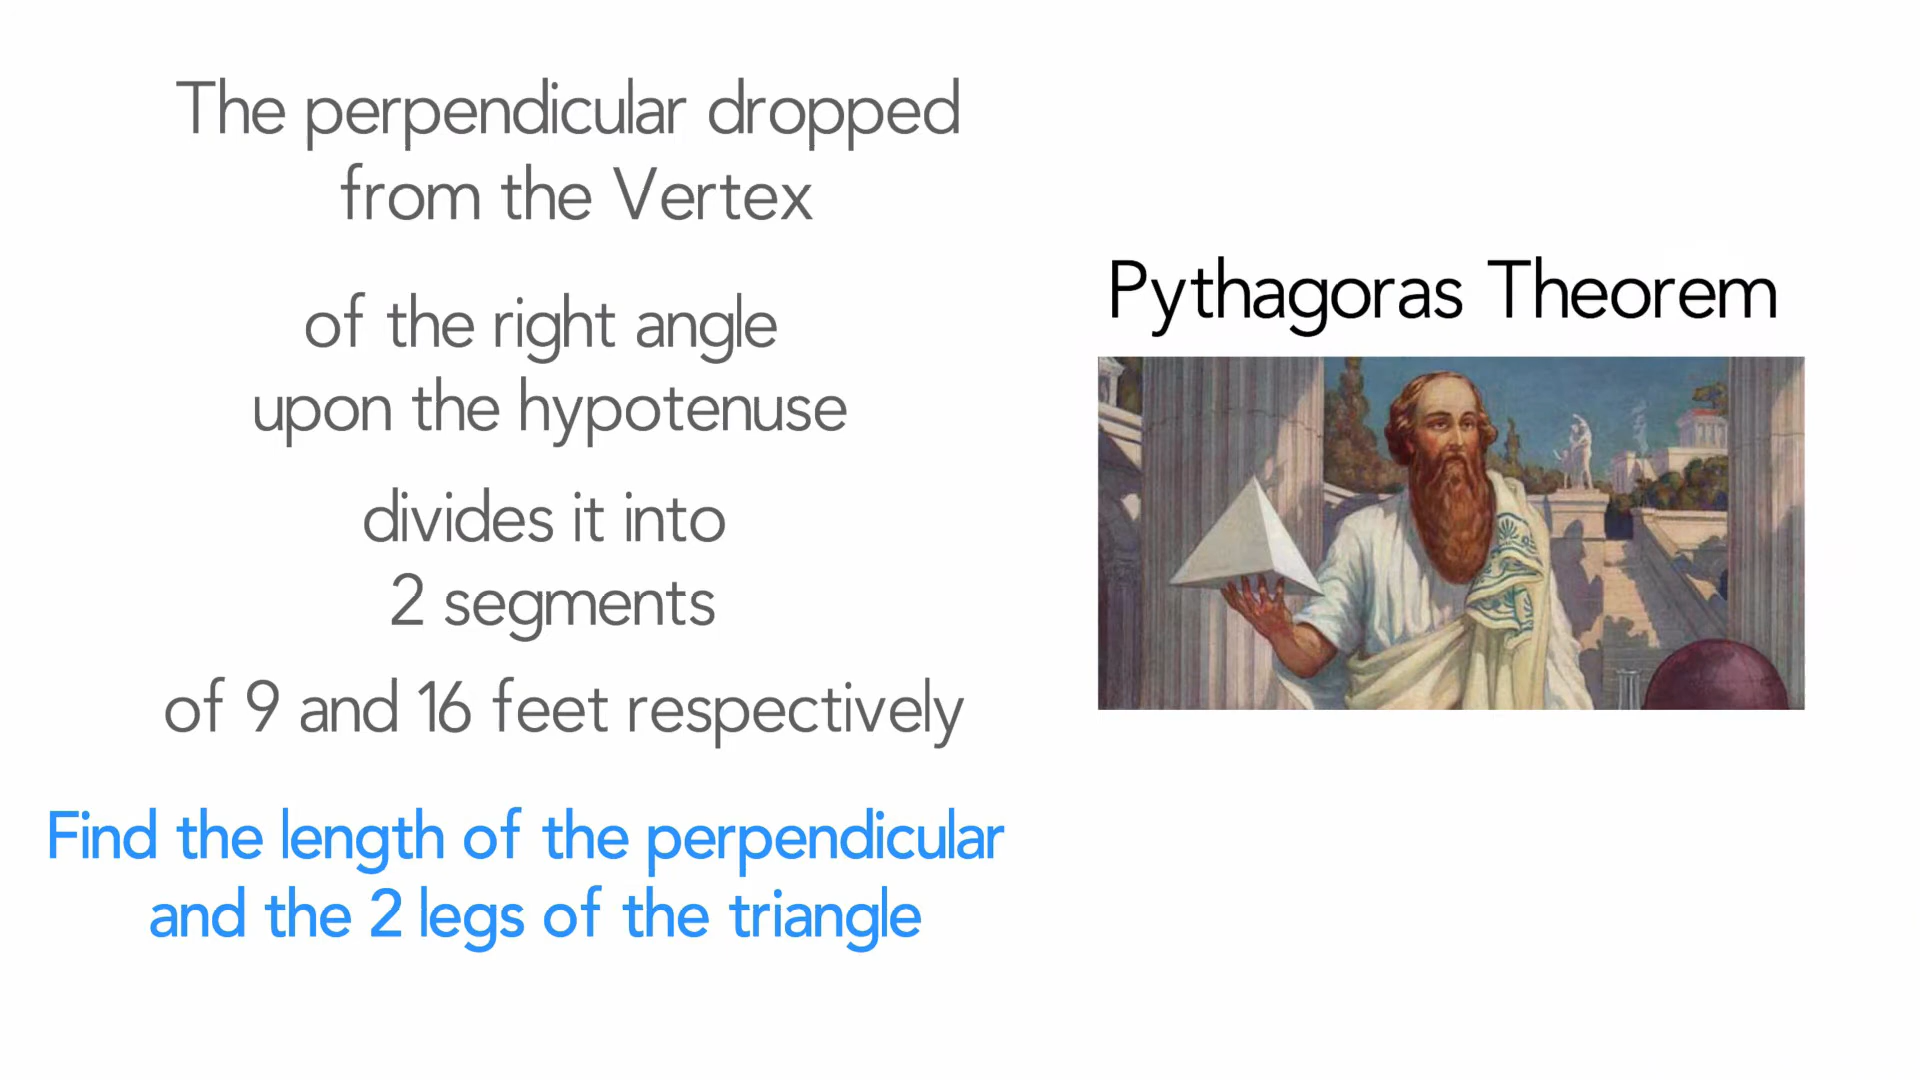 The perpendicular dropped
from the Vertex
of the right angle
upon the hypotenuse
divides it into
2 segments
of 9 and 16 feet respectively
Find the length of the perpendicular
and the 2 legs of the triangle
Pythagoras Theorem